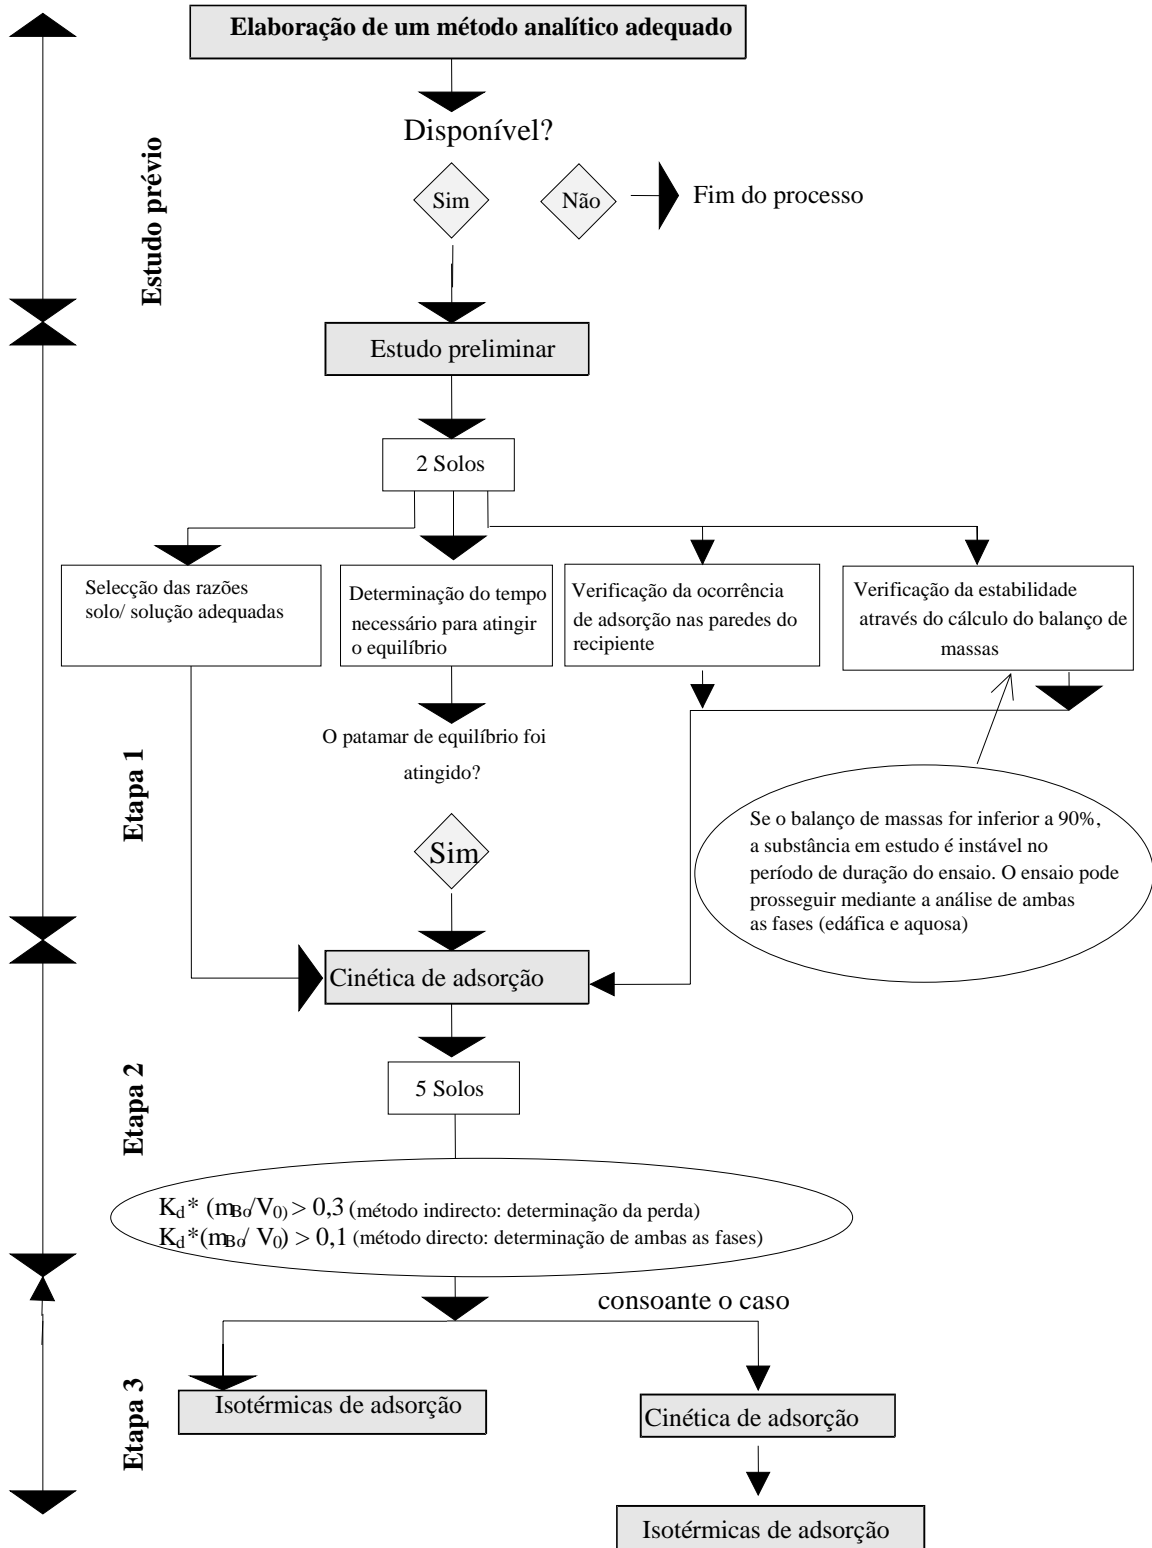 Elaboração de um método analítico adequado
Disponível?
Sim
Não
Fim do processo
Estudo prévio
Estudo preliminar
2 Solos
Selecção das razões
solo/ solução adequadas
Determinação do tempo
necessário para atingir
o equilíbrio
Verificação da ocorrência
de adsorção nas paredes do
recipiente
Verificação da estabilidade
através do cálculo do balanço de
massas
O patamar de equilíbrio foi
atingido?
Etapa 1
Sim
Se o balanço de massas for inferior a 90%,
a substância em estudo é instável no
período de duração do ensaio. O ensaio pode
prosseguir mediante a análise de ambas
as fases (edáfica e aquosa)
Cinética de adsorção
5 Solos
Etapa 2
Kd* (mBo/V0) > 0,3 (método indirecto: determinação da perda)
Kd*(mBo/ V0) > 0,1 (método directo: determinação de ambas as fases)
consoante o caso
Etapa 3
Isotérmicas de adsorção
Cinética de adsorção
Isotérmicas de adsorção